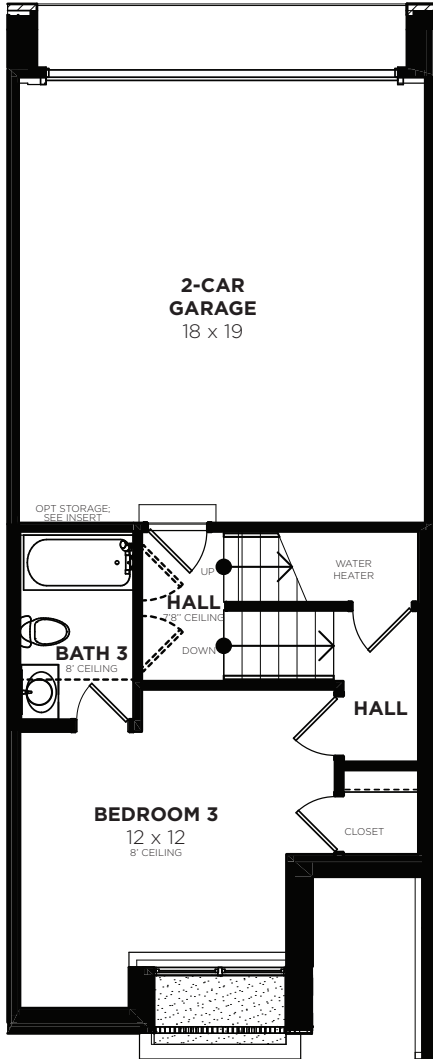 2-CAR
GARAGE
18 x 19
OPT STORAGE;
SEE INSERT
UP
WATER
HEATER
HALL
7'8" CEILING
BATH 3
8' CEILING
DOWN
HALL
BEDROOM 3
12 x 12
8' CEILING
CLOSET